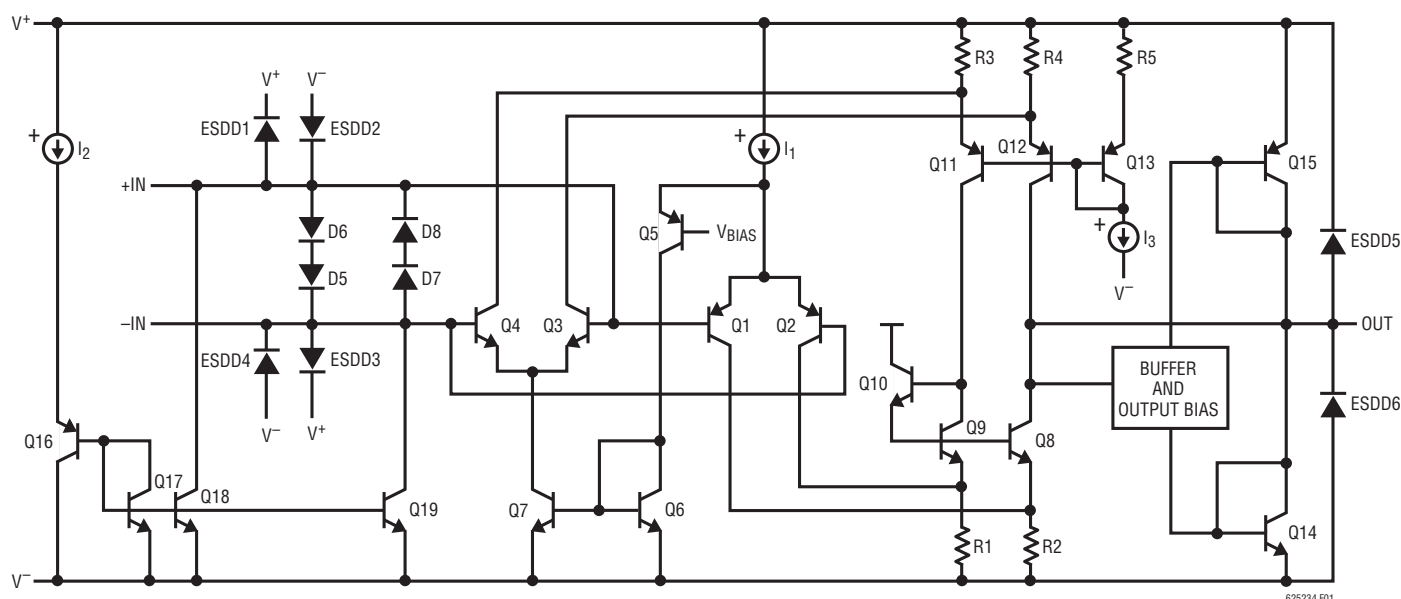 V+
R3
R4
R5
V+
V−
ESDD1
ESDD2
+
I2
+
I1
Q11
Q12
Q13
Q15
+IN
D6
D8
Q5
VBIAS
+
I3
V−
ESDD5
D5
D7
−IN
Q4
Q3
Q1
Q2
OUT
ESDD4
ESDD3
Q10
BUFFER
AND
OUTPUT BIAS
ESDD6
V−
V+
Q16
Q9
Q8
Q17
Q18
Q19
Q7
Q6
Q14
R1
R2
V−
625234 F01